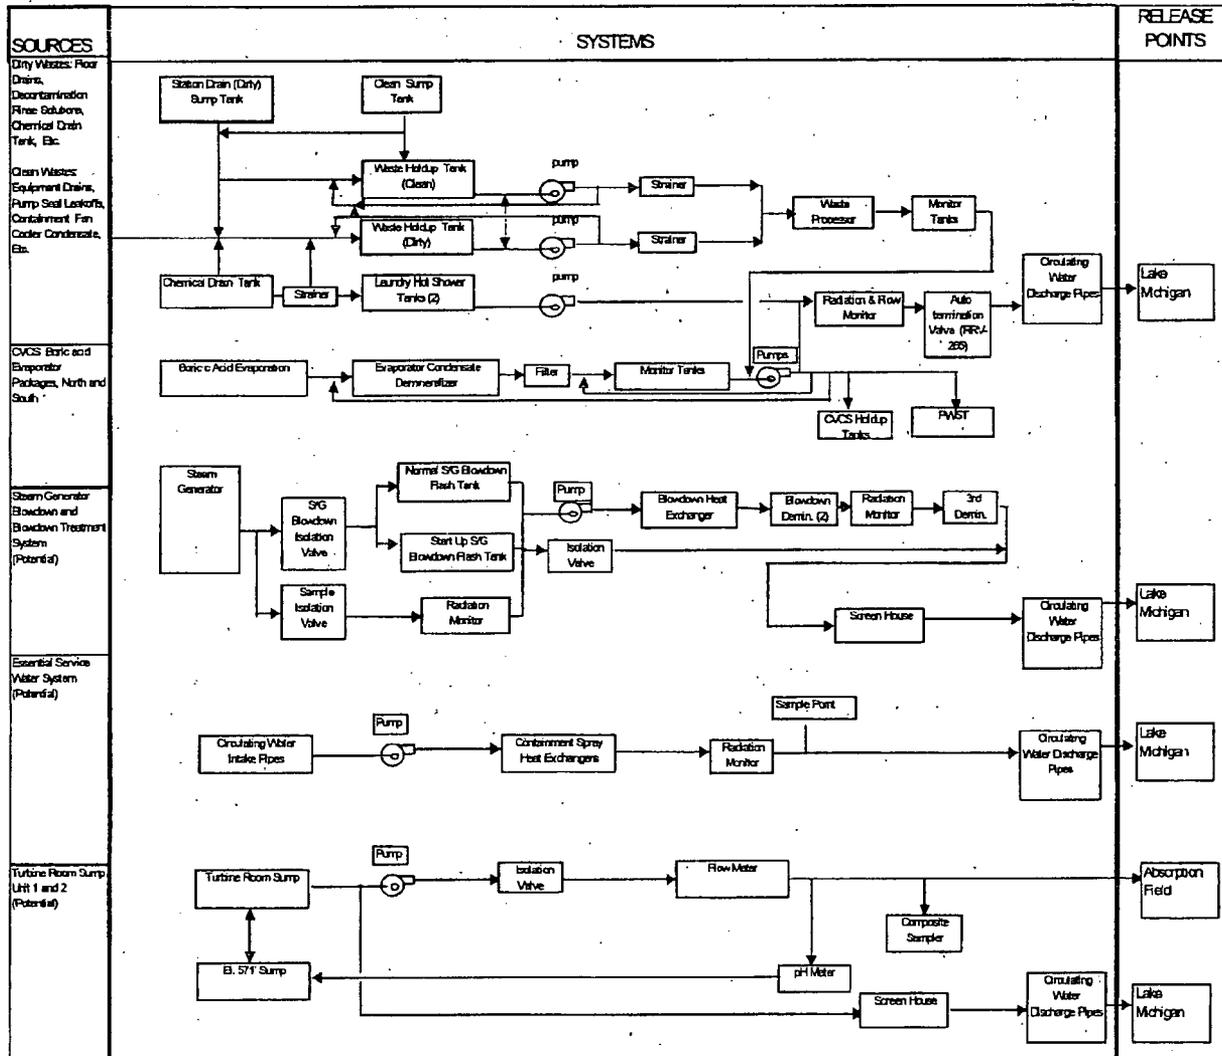 SOURCES
SYSTEMS
RELEASE
POINTS
Dirty Wastes: Floor
Drains,
Decontamination
Rinse Solutions,
Chemical Drain
Tank, Etc.
Clean Wastes:
Equipment Drains,
Pump Seal Leakoffs,
Containment Fan
Cooler Condensate,
Etc.
Station Drain (Dirty)
Sump Tank
Clean Sump
Tank
Waste Holdup Tank
(Clean)
pump
Strainer
Waste
Processor
Monitor
Tanks
Waste Holdup Tank
(Dirty)
pump
Strainer
Chemical Drain Tank
Strainer
Laundry Hot Shower
Tanks (2)
pump
Radiation & Flow
Monitor
Auto
termination
Valve (RRV-
285)
Circulating
Water
Discharge Pipes
Lake
Michigan
CVCS Boric acid
Evaporator
Packages, North and
South
Boric c Acid Evaporation
Evaporator Condensate
Demineralizer
Filter
Monitor Tanks
Pumps
CVCS Holdup
Tanks
PWST
Steam Generator
Blowdown and
Blowdown Treatment
System
(Potential)
Steam
Generator
S/G
Blowdown
Isolation
Valve
Normal S/G Blowdown
Flash Tank
Start Up S/G
Blowdown Flash Tank
Pump
Blowdown Heat
Exchanger
Blowdown
Demin. (2)
Radiation
Monitor
3rd
Demin.
Isolation
Valve
Sample
Isolation
Valve
Radiation
Monitor
Screen House
Circulating
Water
Discharge Pipes
Lake
Michigan
Essential Service
Water System
(Potential)
Circulating Water
Intake Pipes
Pump
Containment Spray
Heat Exchangers
Radiation
Monitor
Sample Point
Circulating
Water Discharge
Pipes
Lake
Michigan
Turbine Room Sump
Unit 1 and 2
(Potential)
Turbine Room Sump
Pump
Isolation
Valve
Flow Meter
Composite
Sampler
Absorption
Field
El. 571' Sump
pH Meter
Screen House
Circulating
Water
Discharge Pipes
Lake
Michigan